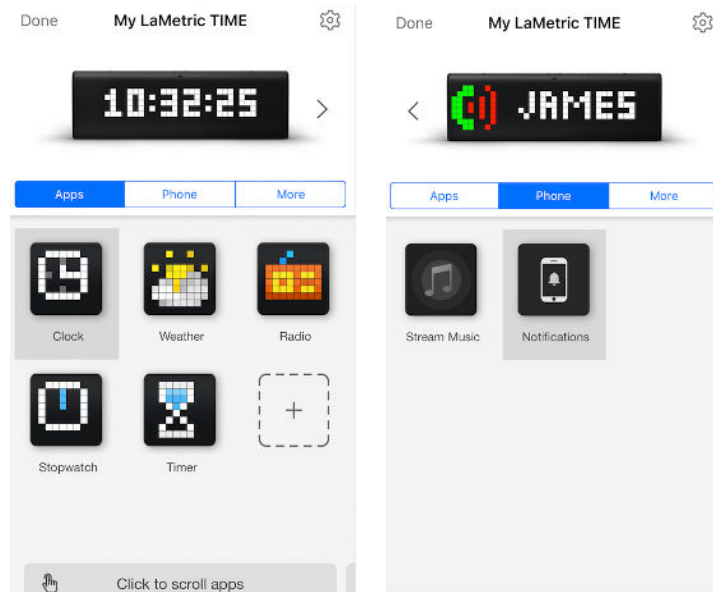 Done My LaMetric TIME
10:32:25
Apps Phone More
Clock Weather Radio
Stopwatch Timer
Click to scroll apps
Done My LaMetric TIME
JAMES
Apps Phone More
Stream Music Notifications